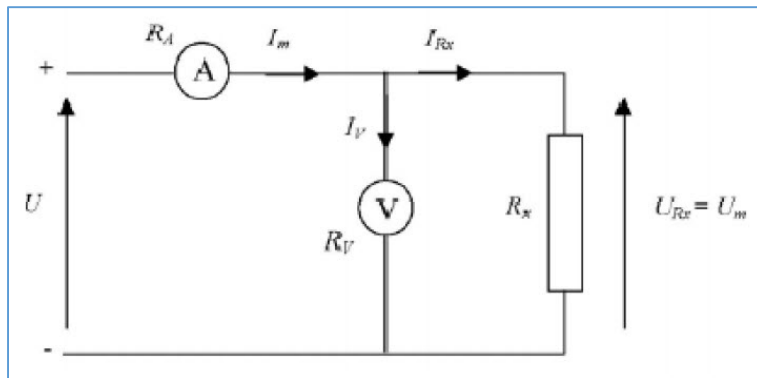 R_A I_m I_Rx
+ A
I_V
U V R_x U_Rx = U_m
R_V
-